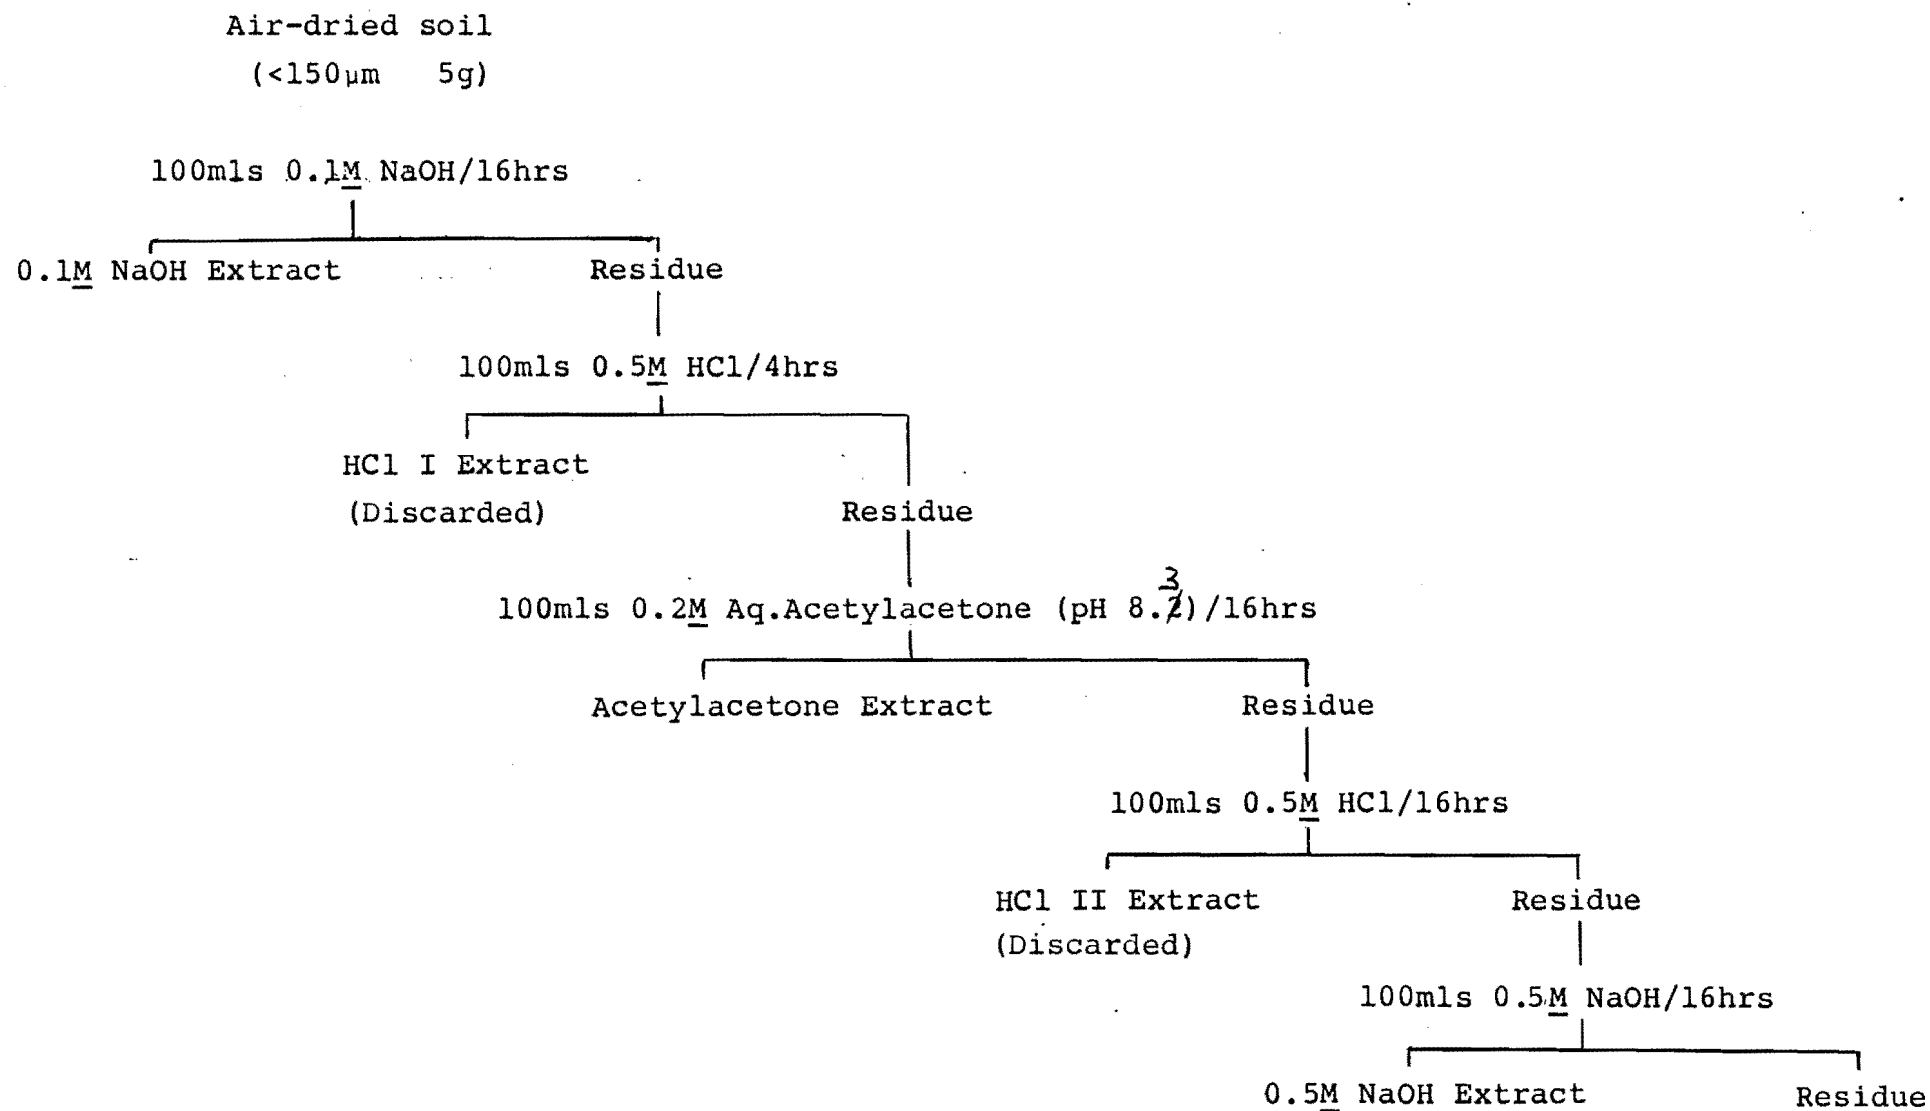 Air-dried soil
(<150µm 5g)
100mls 0.1M NaOH/16hrs
0.1M NaOH Extract Residue
100mls 0.5M HCl/4hrs
HCl I Extract
(Discarded) Residue
3
100mls 0.2M Aq.Acetylacetone (pH 8.2)/16hrs
Acetylacetone Extract Residue
100mls 0.5M HCl/16hrs
HCl II Extract Residue
(Discarded)
100mls 0.5M NaOH/16hrs
0.5M NaOH Extract Residue